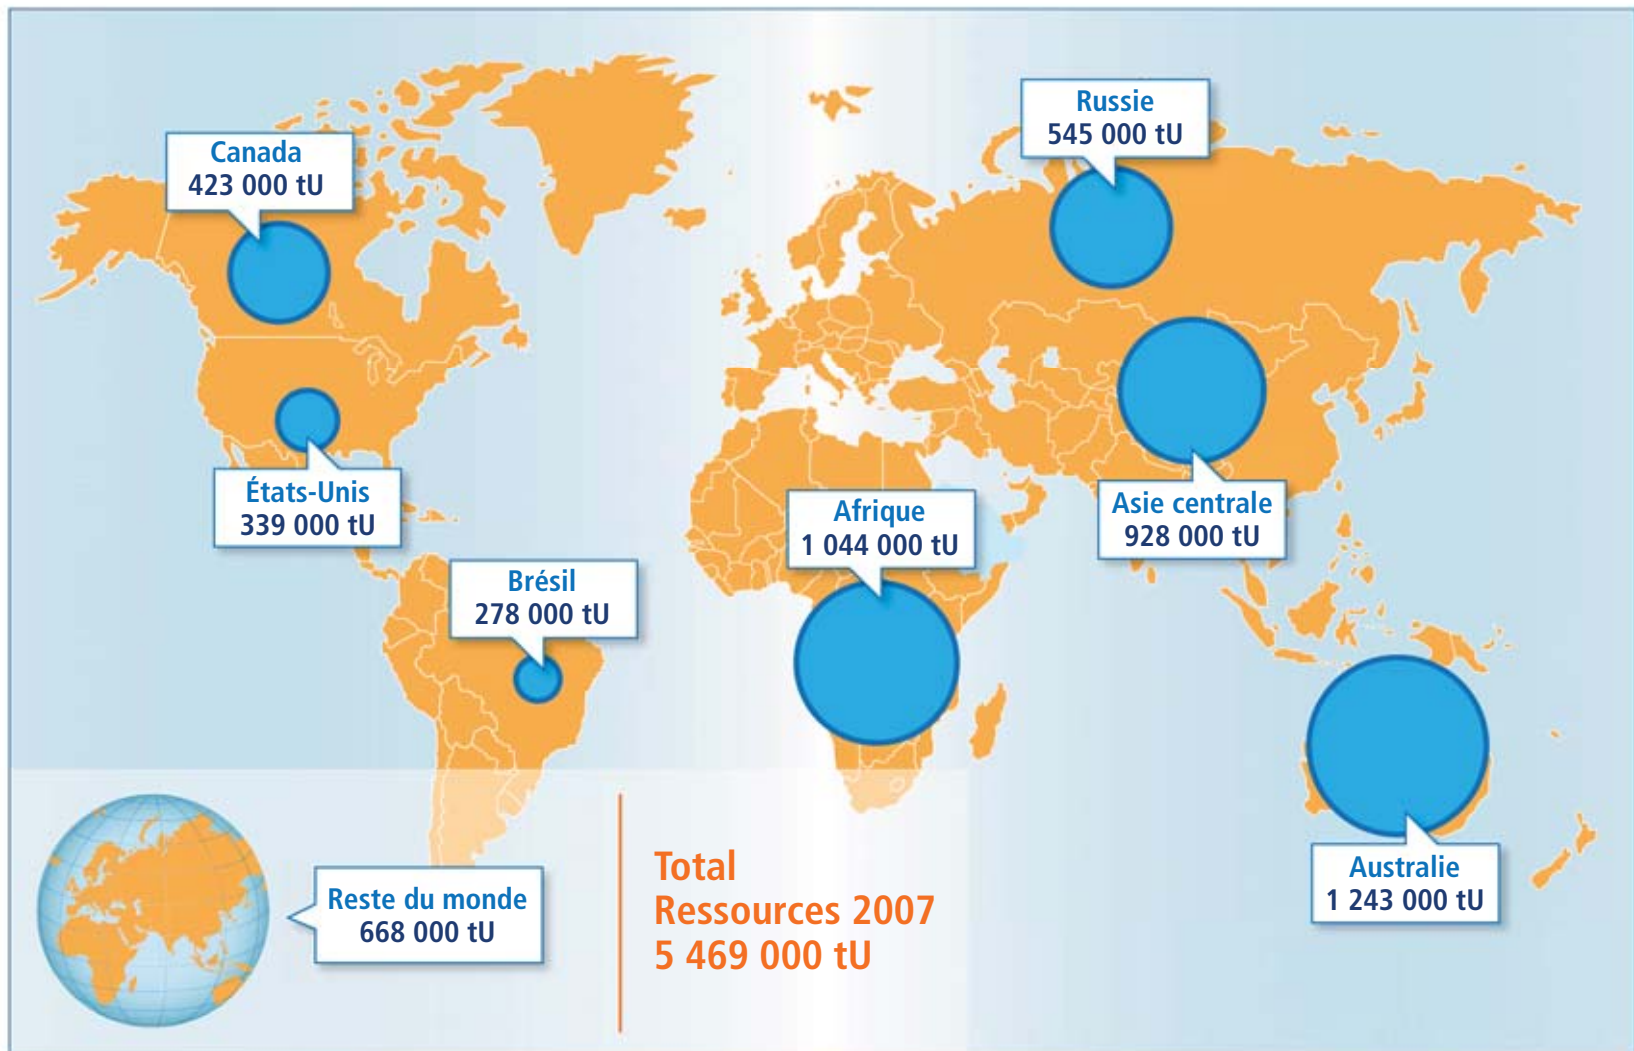 Canada
423 000 tU
Russie
545 000 tU
États-Unis
339 000 tU
Afrique
1 044 000 tU
Asie centrale
928 000 tU
Brésil
278 000 tU
Australie
1 243 000 tU
Reste du monde
668 000 tU
Total
Ressources 2007
5 469 000 tU